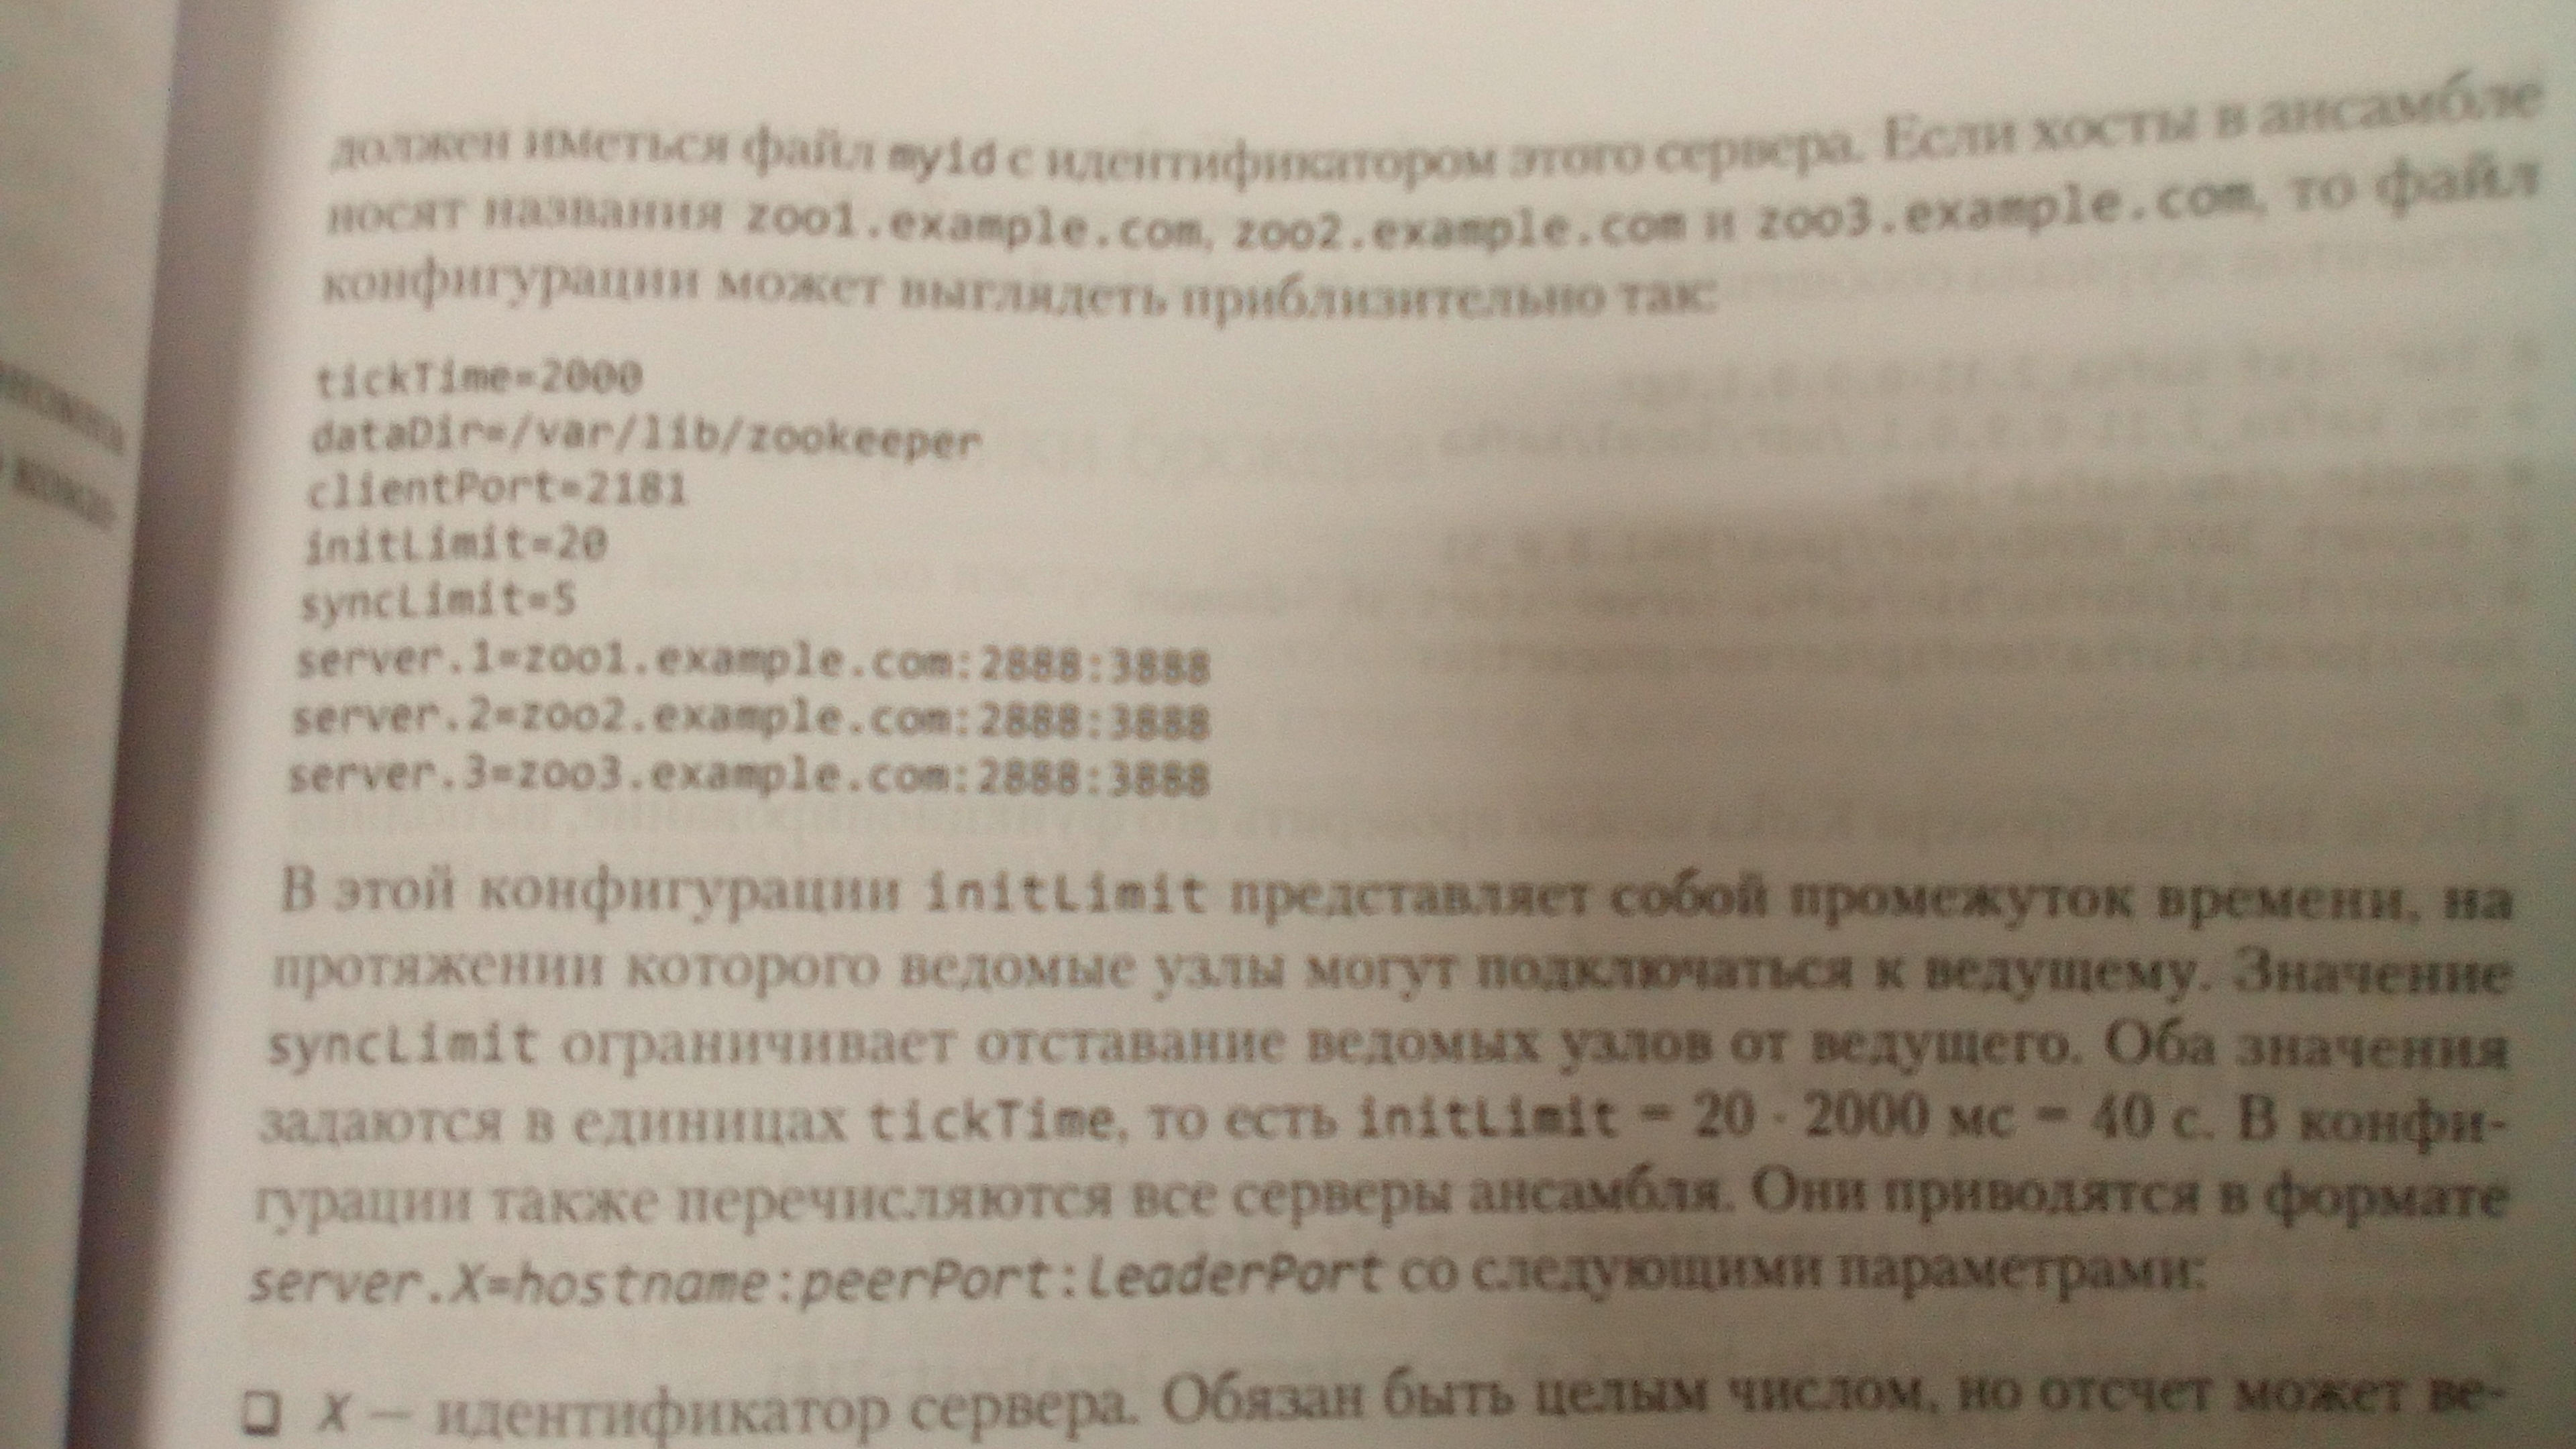 должен иметься файл myid с идентификатором этого сервера. Если хосты в ансамбле
носят названия zoo1.example.com, zoo2.example.com и zoo3.example.com, то файл
конфигурации может выглядеть приблизительно так:
tickTime=2000
dataDir=/var/lib/zookeeper
clientPort=2181
initLimit=20
syncLimit=5
server.1=zoo1.example.com:2888:3888
server.2=zoo2.example.com:2888:3888
server.3=zoo3.example.com:2888:3888
В этой конфигурации initLimit представляет собой промежуток времени, на
протяжении которого ведомые узлы могут подключаться к ведущему. Значение
syncLimit ограничивает отставание ведомых узлов от ведущего. Оба значения
задаются в единицах tickTime, то есть initLimit = 20 · 2000 мс = 40 с. В конфи-
гурации также перечисляются все серверы ансамбля. Они приводятся в формате
server.X=hostname:peerPort:leaderPort со следующими параметрами:
❑ X — идентификатор сервера. Обязан быть целым числом, но отсчет может ве-